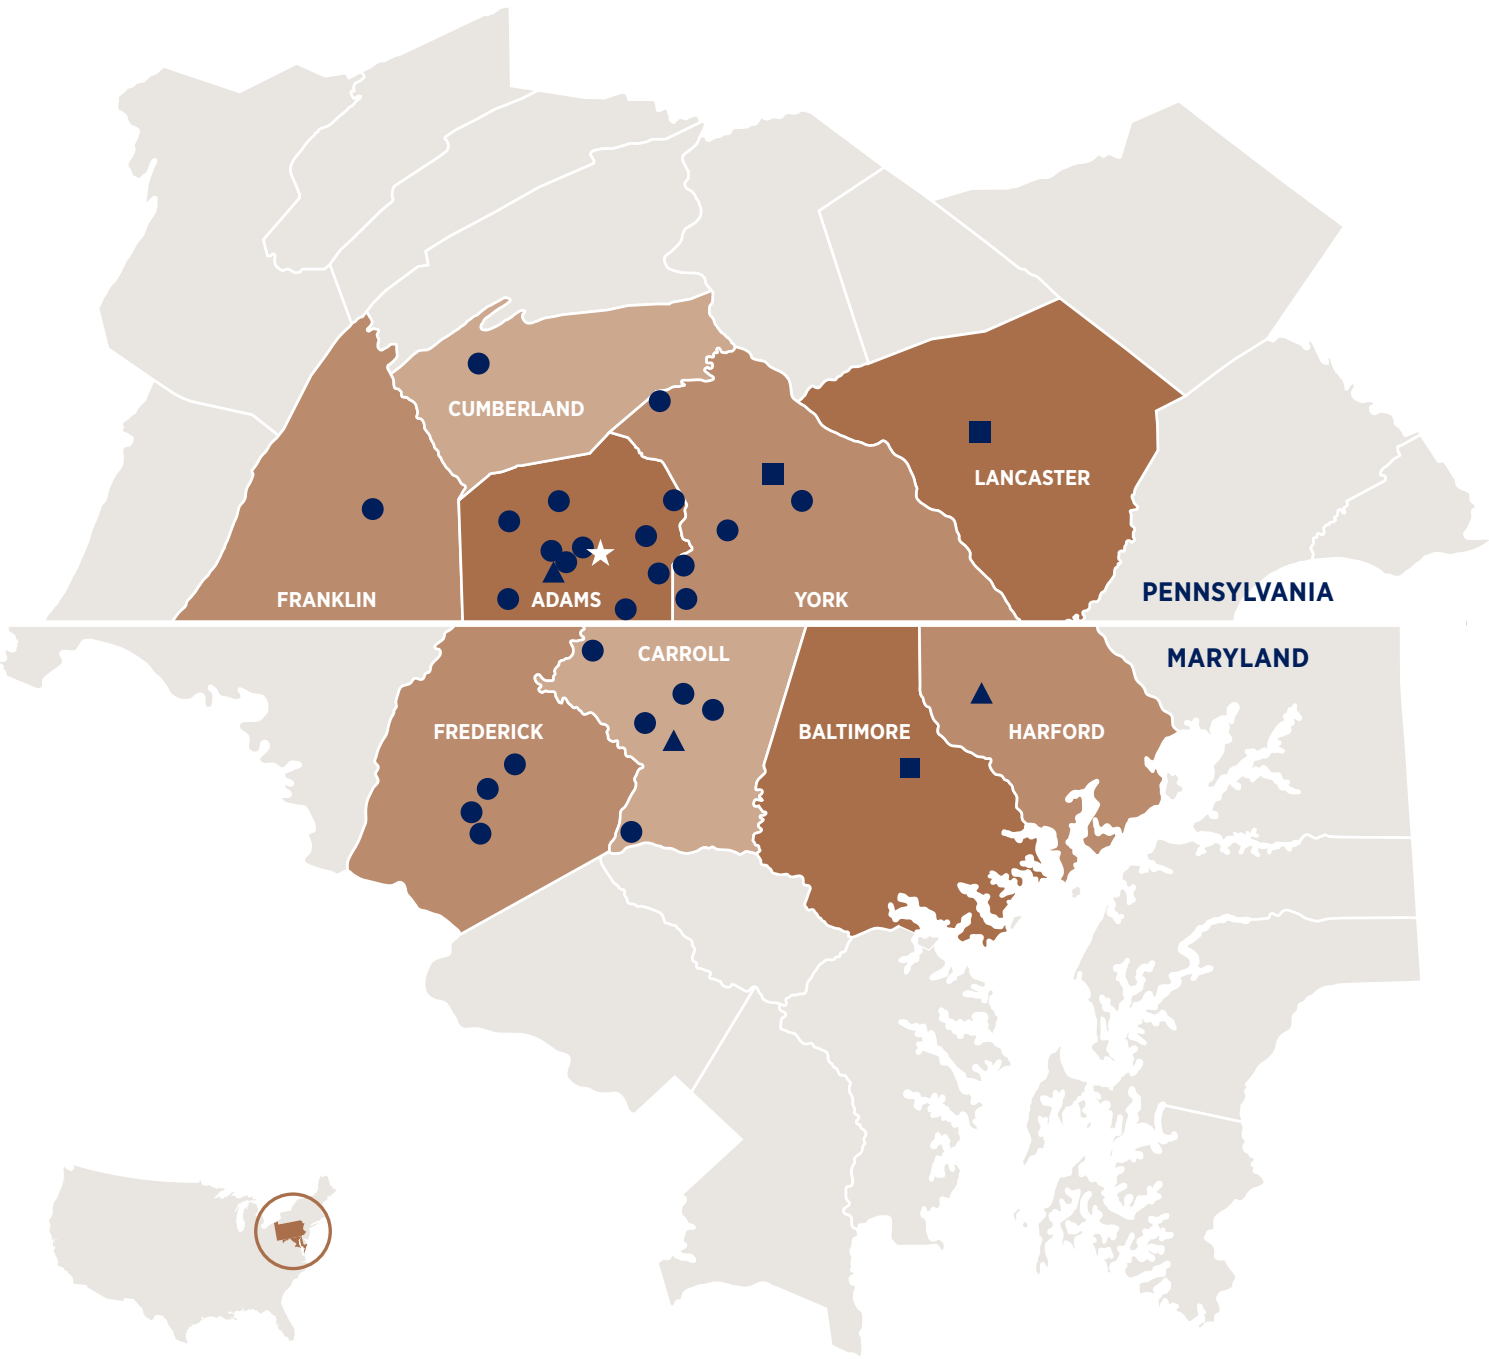 CUMBERLAND
LANCASTER
FRANKLIN
ADAMS
YORK
PENNSYLVANIA
CARROLL
MARYLAND
FREDERICK
BALTIMORE
HARFORD